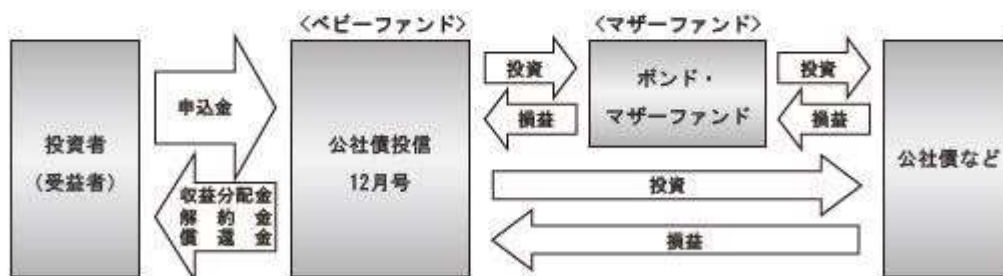 〈ベビーファンド〉
〈マザーファンド〉
投資者
(受益者)
申込金
収益分配金
解約金
償還金
公社債投信
12月号
投資
損益
ボンド・
マザーファンド
投資
損益
投資
損益
公社債など